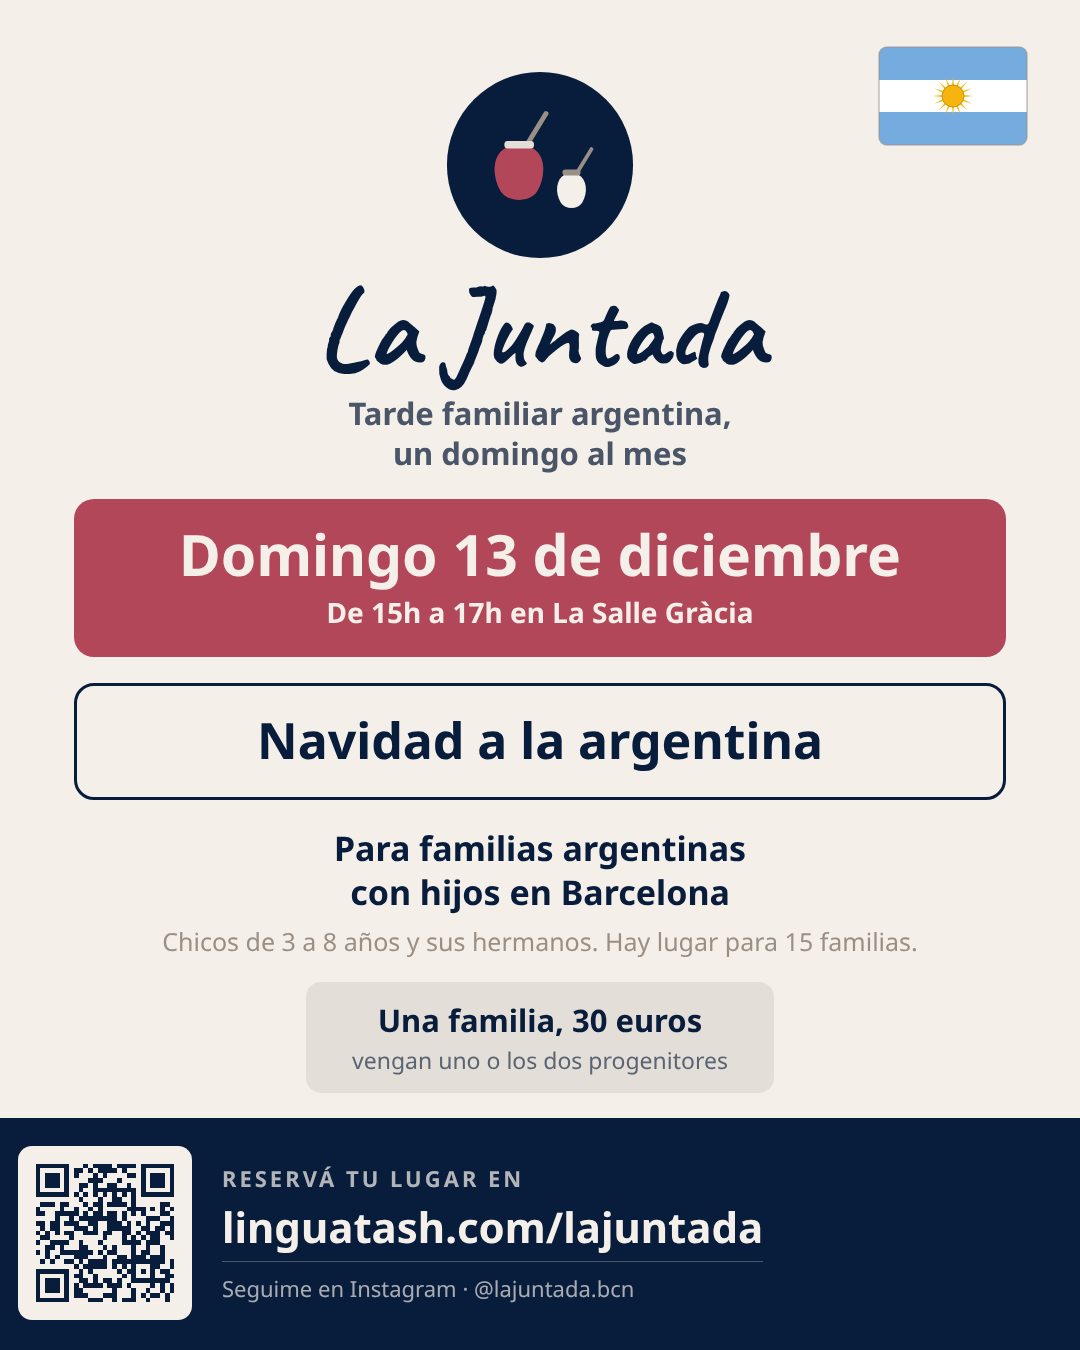 La Juntada
Tarde familiar argentina,
un domingo al mes
Domingo 13 de diciembre
De 15h a 17h en La Salle Gràcia
Navidad a la argentina
Para familias argentinas
con hijos en Barcelona
Chicos de 3 a 8 años y sus hermanos. Hay lugar para 15 familias.
Una familia, 30 euros
vengan uno o los dos progenitores
RESERVÁ TU LUGAR EN
linguatash.com/lajuntada
Seguime en Instagram · @lajuntada.bcn